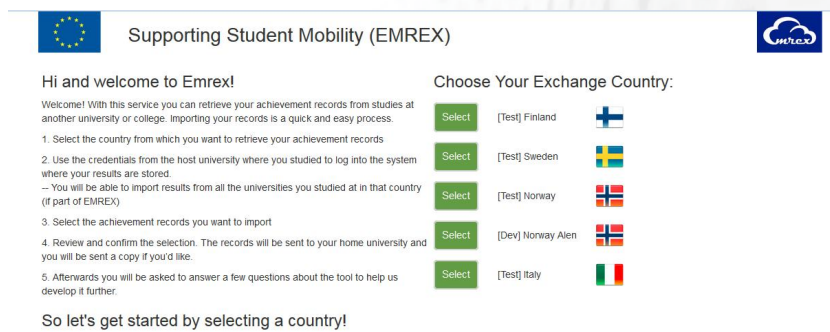 Supporting Student Mobility (EMREX)
Emrex
Hi and welcome to Emrex!
Welcome! With this service you can retrieve your achievement records from studies at
another university or college. Importing your records is a quick and easy process.
1. Select the country from which you want to retrieve your achievement records
2. Use the credentials from the host university where you studied to log into the system
where your results are stored.
-- You will be able to import results from all the universities you studied at in that country
(if part of EMREX)
3. Select the achievement records you want to import
4. Review and confirm the selection. The records will be sent to your home university and
you will be sent a copy if you'd like.
5. Afterwards you will be asked to answer a few questions about the tool to help us
develop it further.
So let's get started by selecting a country!
Choose Your Exchange Country:
Select [Test] Finland
Select [Test] Sweden
Select [Test] Norway
Select [Dev] Norway Alen
Select [Test] Italy